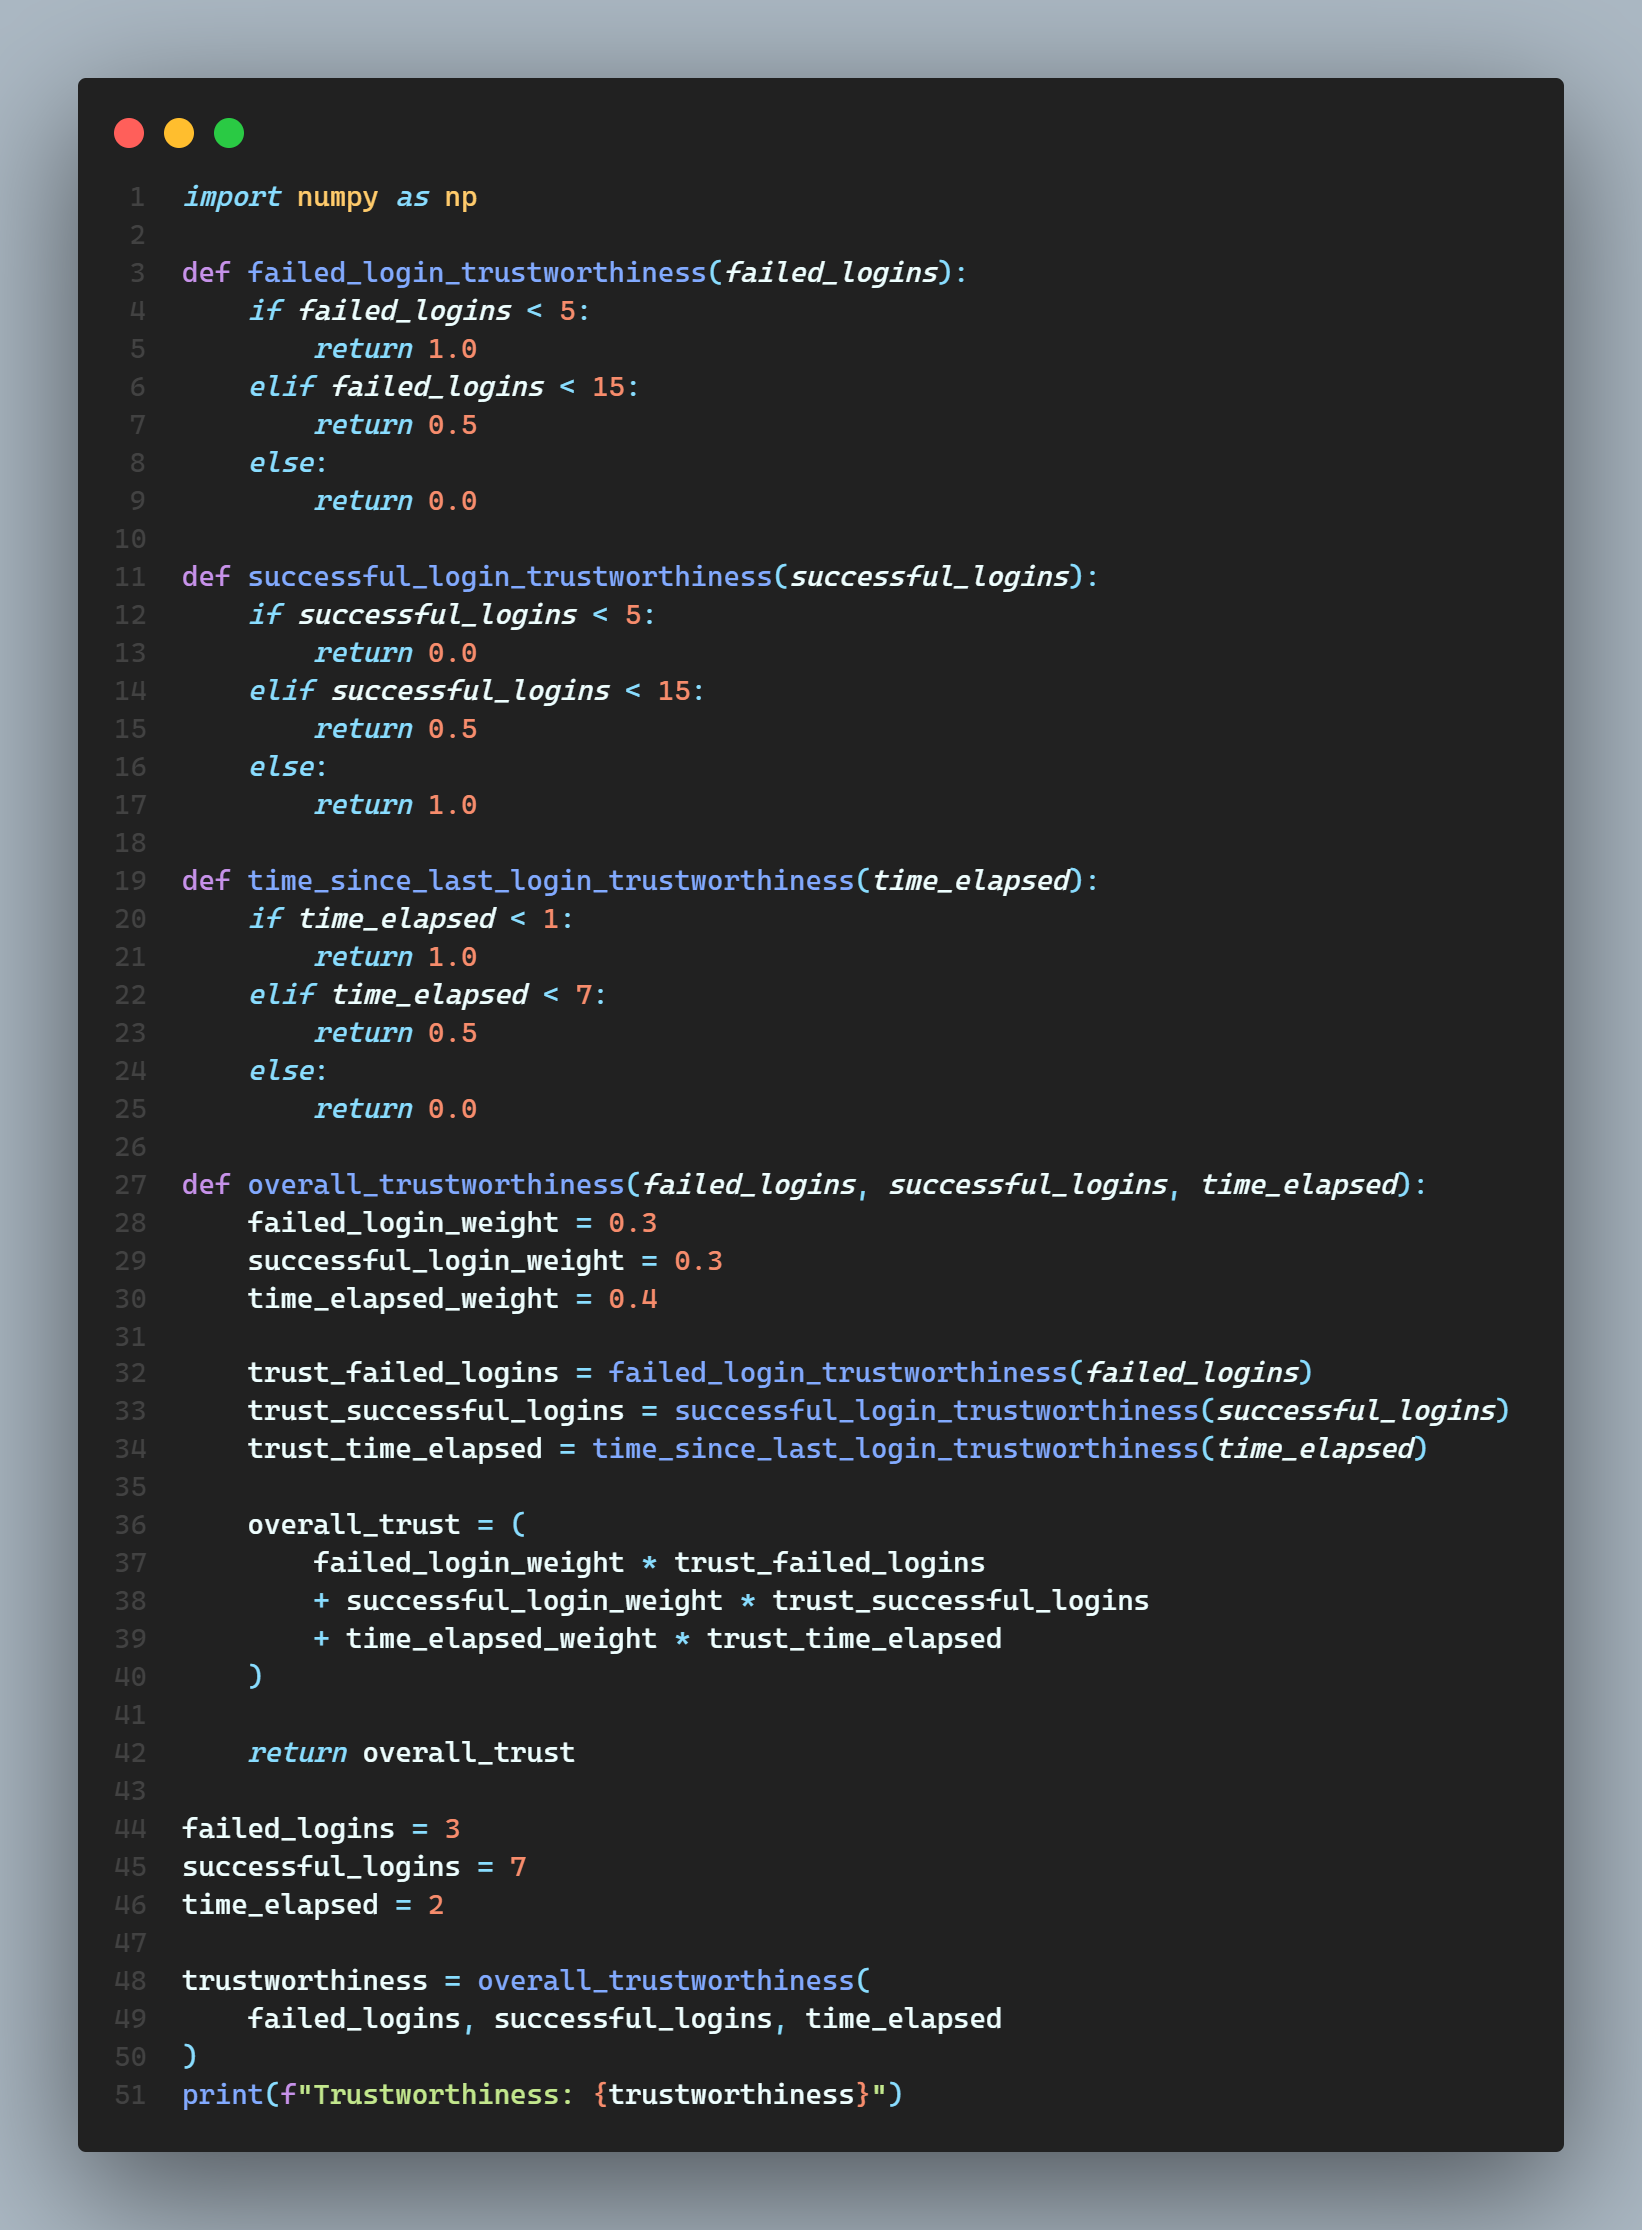 1 import numpy as np
2
3 def failed_login_trustworthiness(failed_logins):
4     if failed_logins < 5:
5         return 1.0
6     elif failed_logins < 15:
7         return 0.5
8     else:
9         return 0.0
10
11 def successful_login_trustworthiness(successful_logins):
12     if successful_logins < 5:
13         return 0.0
14     elif successful_logins < 15:
15         return 0.5
16     else:
17         return 1.0
18
19 def time_since_last_login_trustworthiness(time_elapsed):
20     if time_elapsed < 1:
21         return 1.0
22     elif time_elapsed < 7:
23         return 0.5
24     else:
25         return 0.0
26
27 def overall_trustworthiness(failed_logins, successful_logins, time_elapsed):
28     failed_login_weight = 0.3
29     successful_login_weight = 0.3
30     time_elapsed_weight = 0.4
31
32     trust_failed_logins = failed_login_trustworthiness(failed_logins)
33     trust_successful_logins = successful_login_trustworthiness(successful_logins)
34     trust_time_elapsed = time_since_last_login_trustworthiness(time_elapsed)
35
36     overall_trust = (
37         failed_login_weight * trust_failed_logins
38         + successful_login_weight * trust_successful_logins
39         + time_elapsed_weight * trust_time_elapsed
40     )
41
42     return overall_trust
43
44 failed_logins = 3
45 successful_logins = 7
46 time_elapsed = 2
47
48 trustworthiness = overall_trustworthiness(
49     failed_logins, successful_logins, time_elapsed
50 )
51 print(f"Trustworthiness: {trustworthiness}")